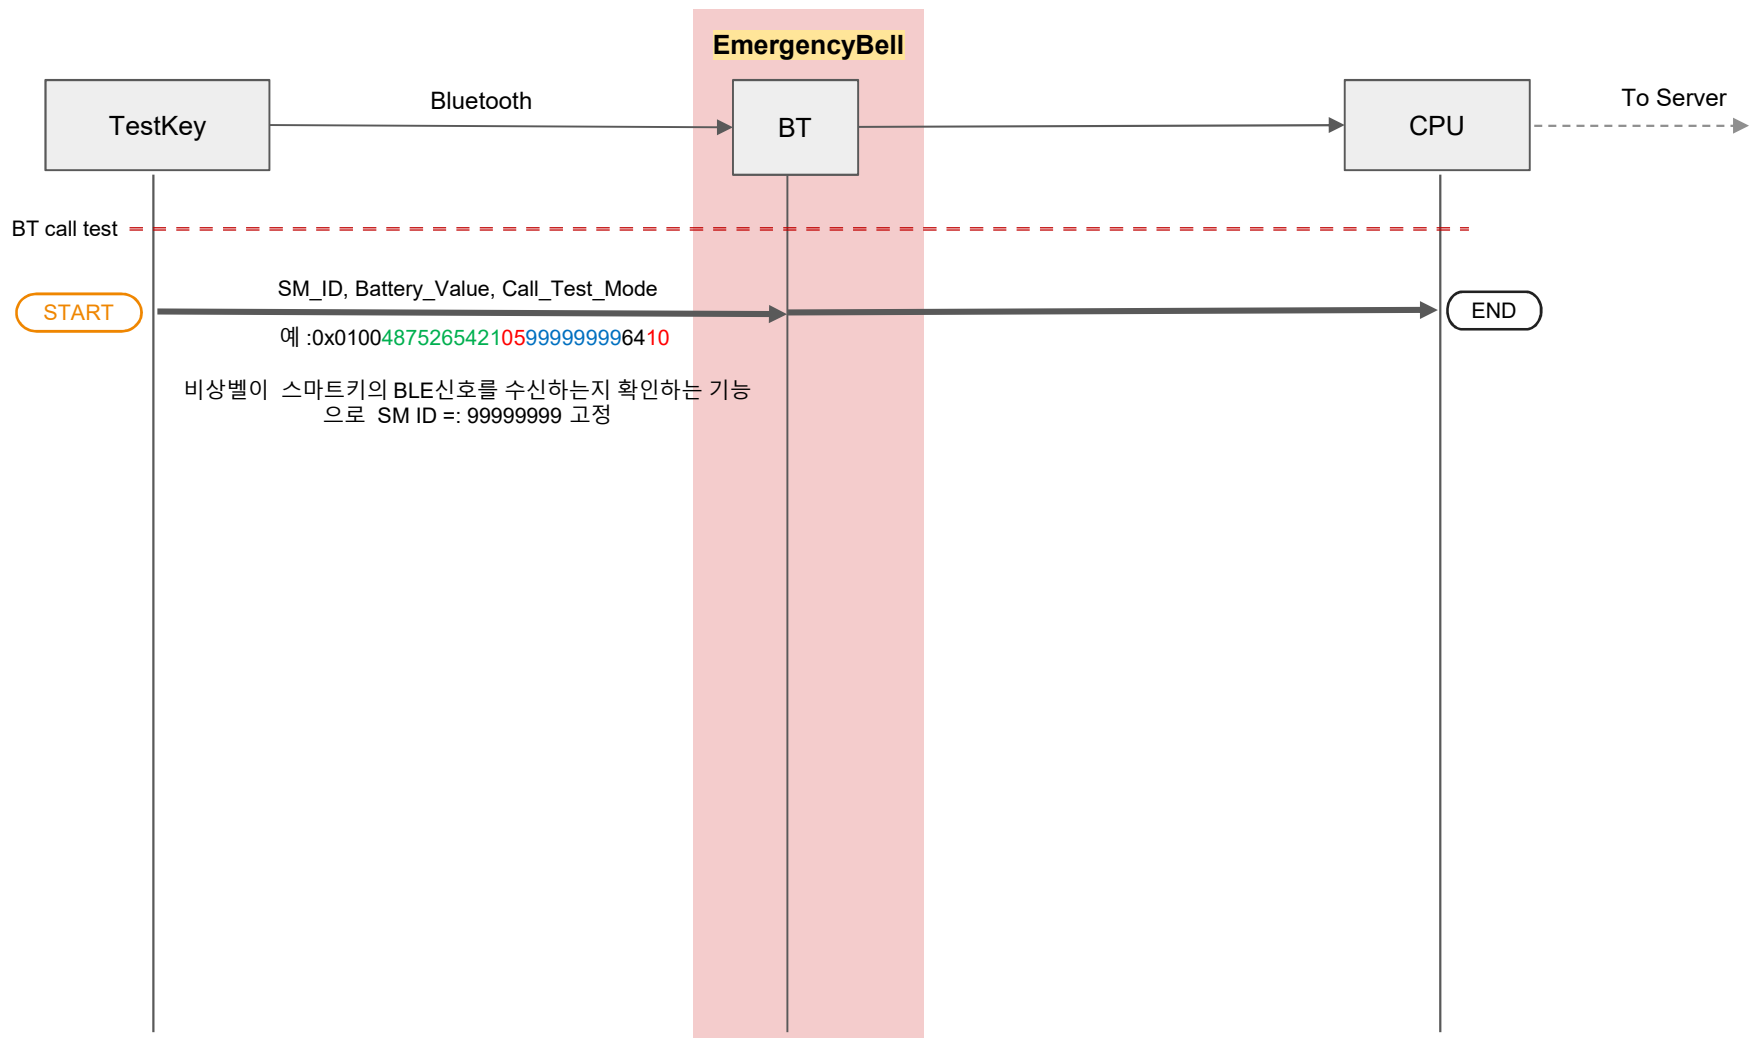 EmergencyBell
TestKey
Bluetooth
BT
CPU
To Server
BT call test
START
SM_ID, Battery_Value, Call_Test_Mode
END
예 :0x01004875265421059999999996410
비상벨이  스마트키의 BLE신호를 수신하는지 확인하는 기능
으로  SM ID =: 99999999 고정